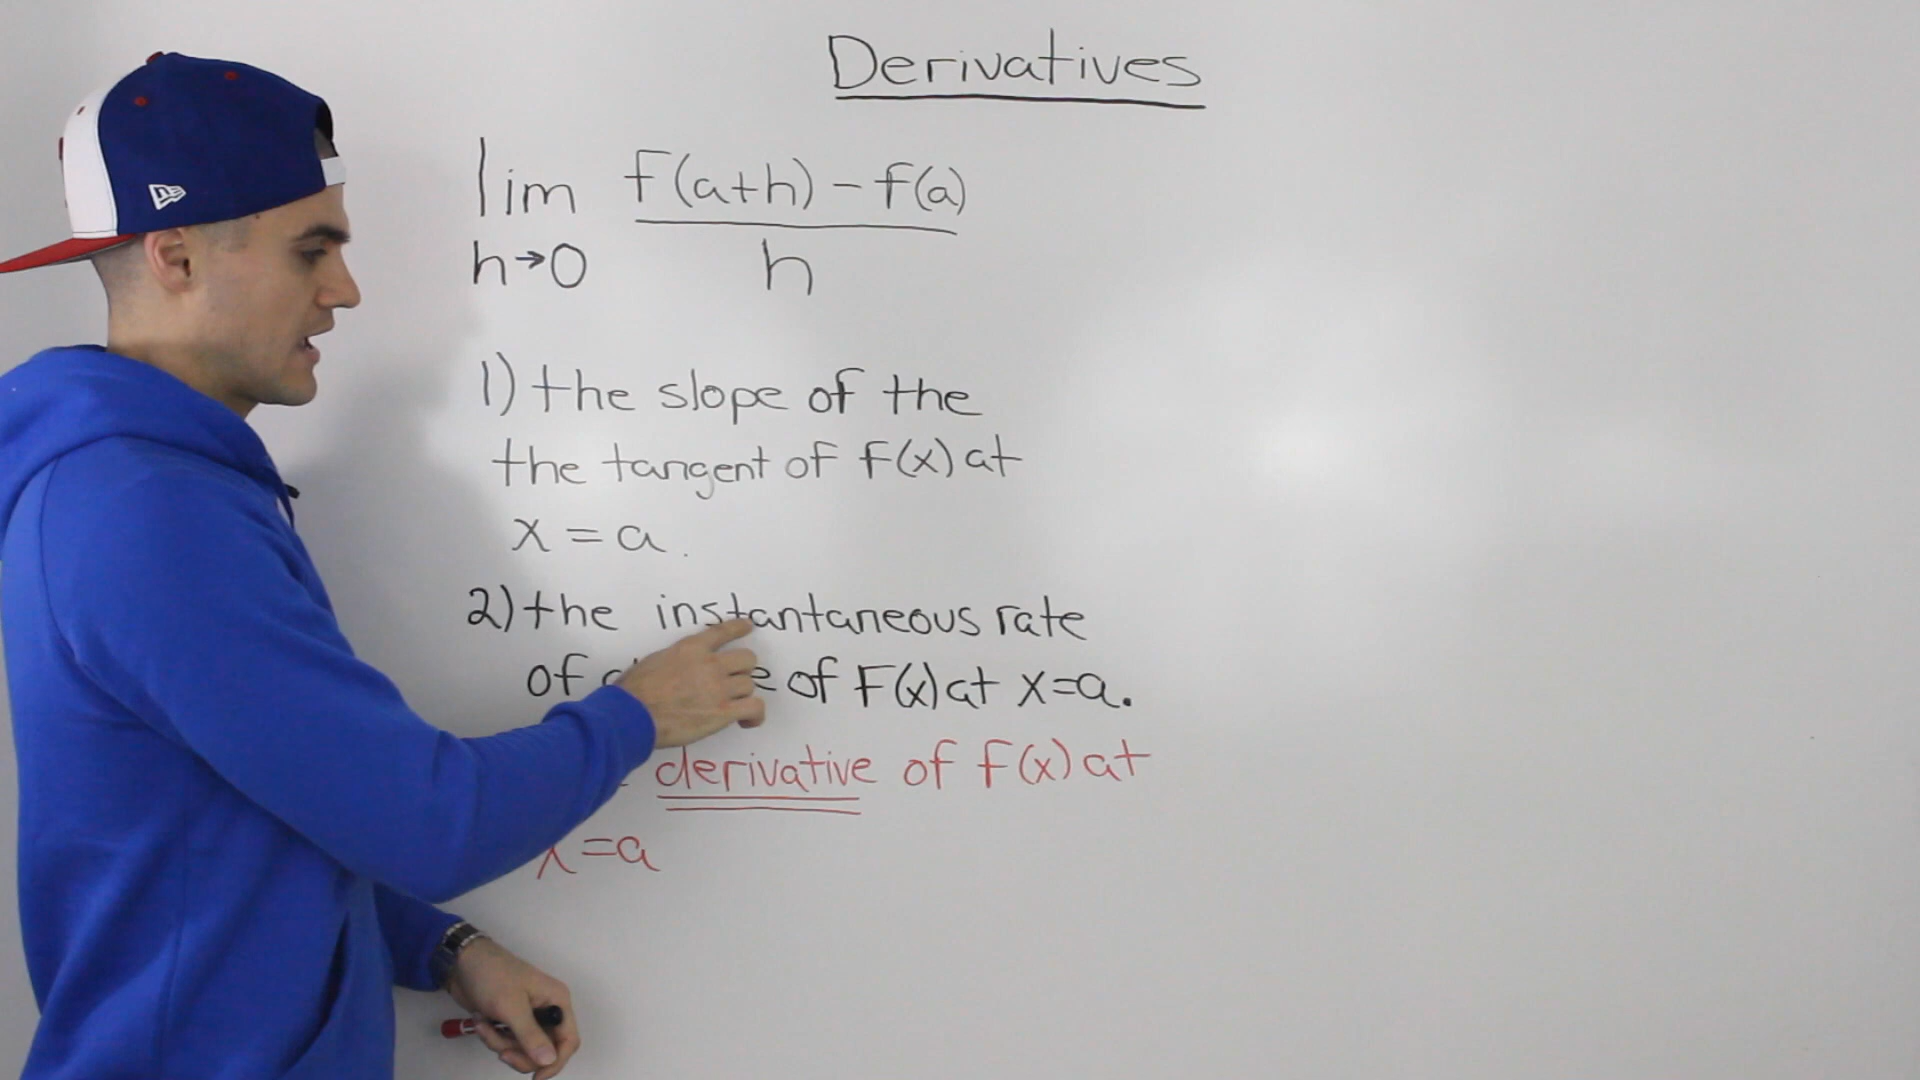 Derivatives
lim f(a+h) - f(a)
h→0 h
1) the slope of the
the tangent of f(x) at
x = a.
2) the instantaneous rate
of of f(x) at x=a.
derivative of f(x) at
x=a